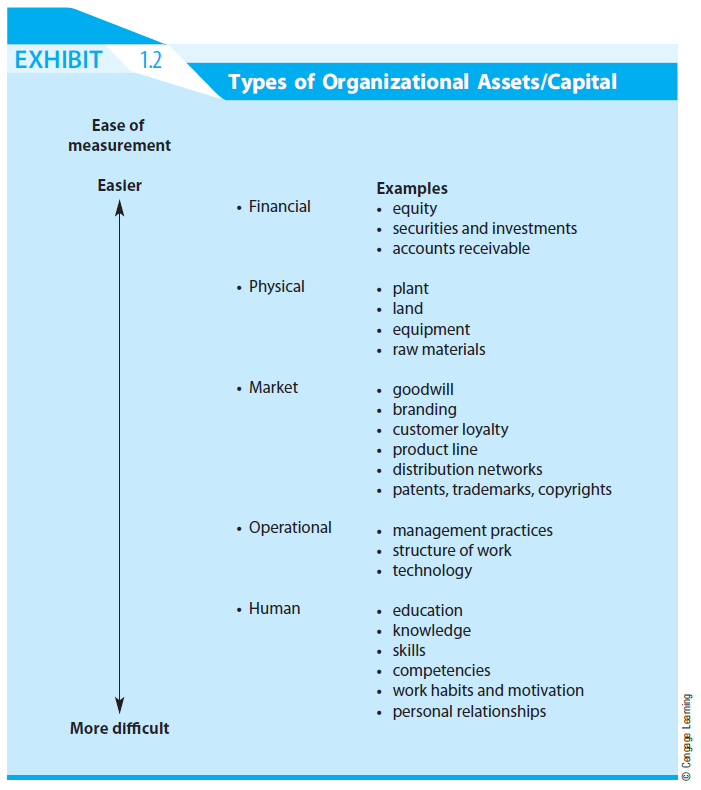 EXHIBIT 1.2
Types of Organizational Assets/Capital
Ease of
measurement
Easier
Examples
• Financial
• equity
• securities and investments
• accounts receivable
• Physical
• plant
• land
• equipment
• raw materials
• Market
• goodwill
• branding
• customer loyalty
• product line
• distribution networks
• patents, trademarks, copyrights
• Operational
• management practices
• structure of work
• technology
• Human
• education
• knowledge
• skills
• competencies
• work habits and motivation
• personal relationships
More difficult
© Cengage Learning